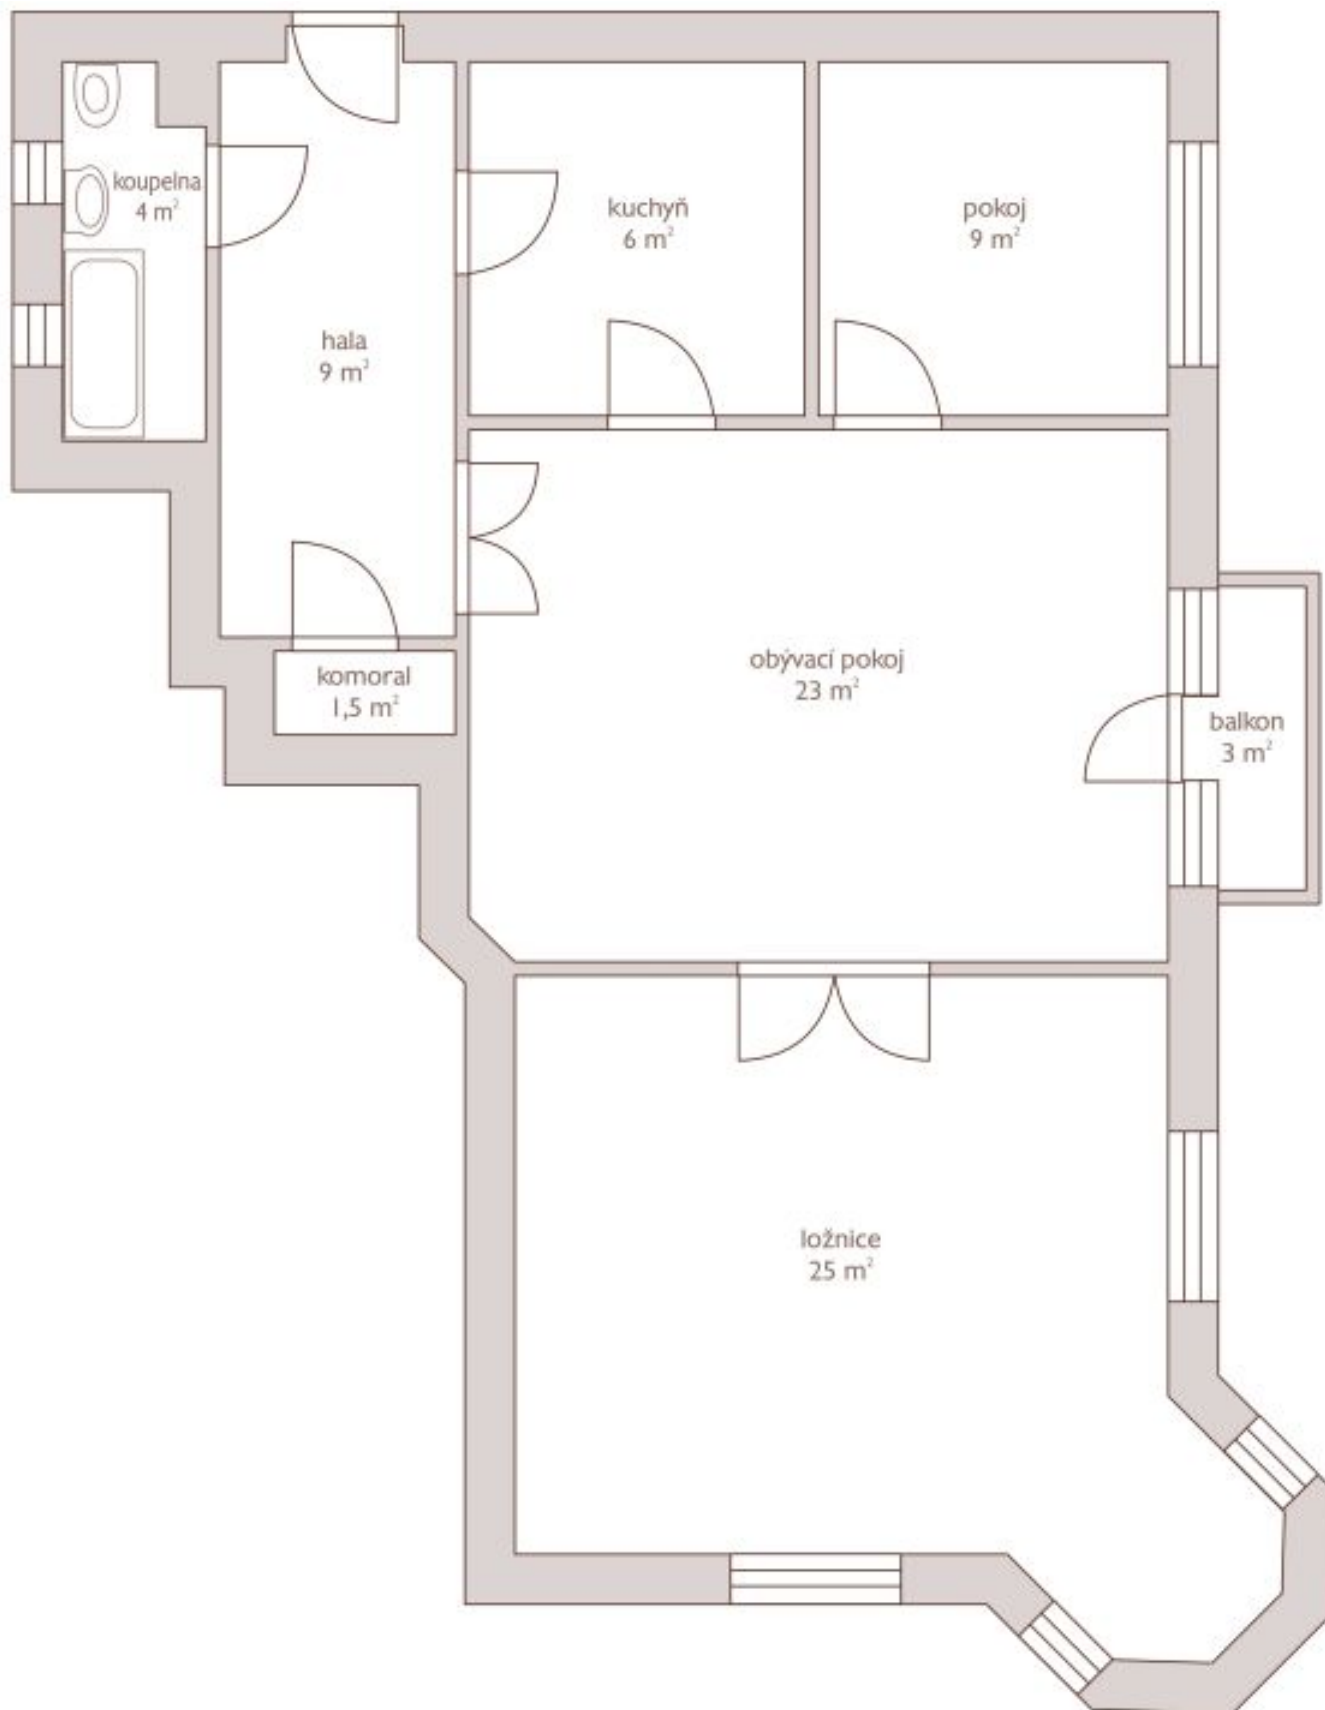 koupelna
4 m²
kuchyň
6 m²
pokoj
9 m²
hala
9 m²
komoral
1,5 m²
obývací pokoj
23 m²
balkon
3 m²
ložnice
25 m²